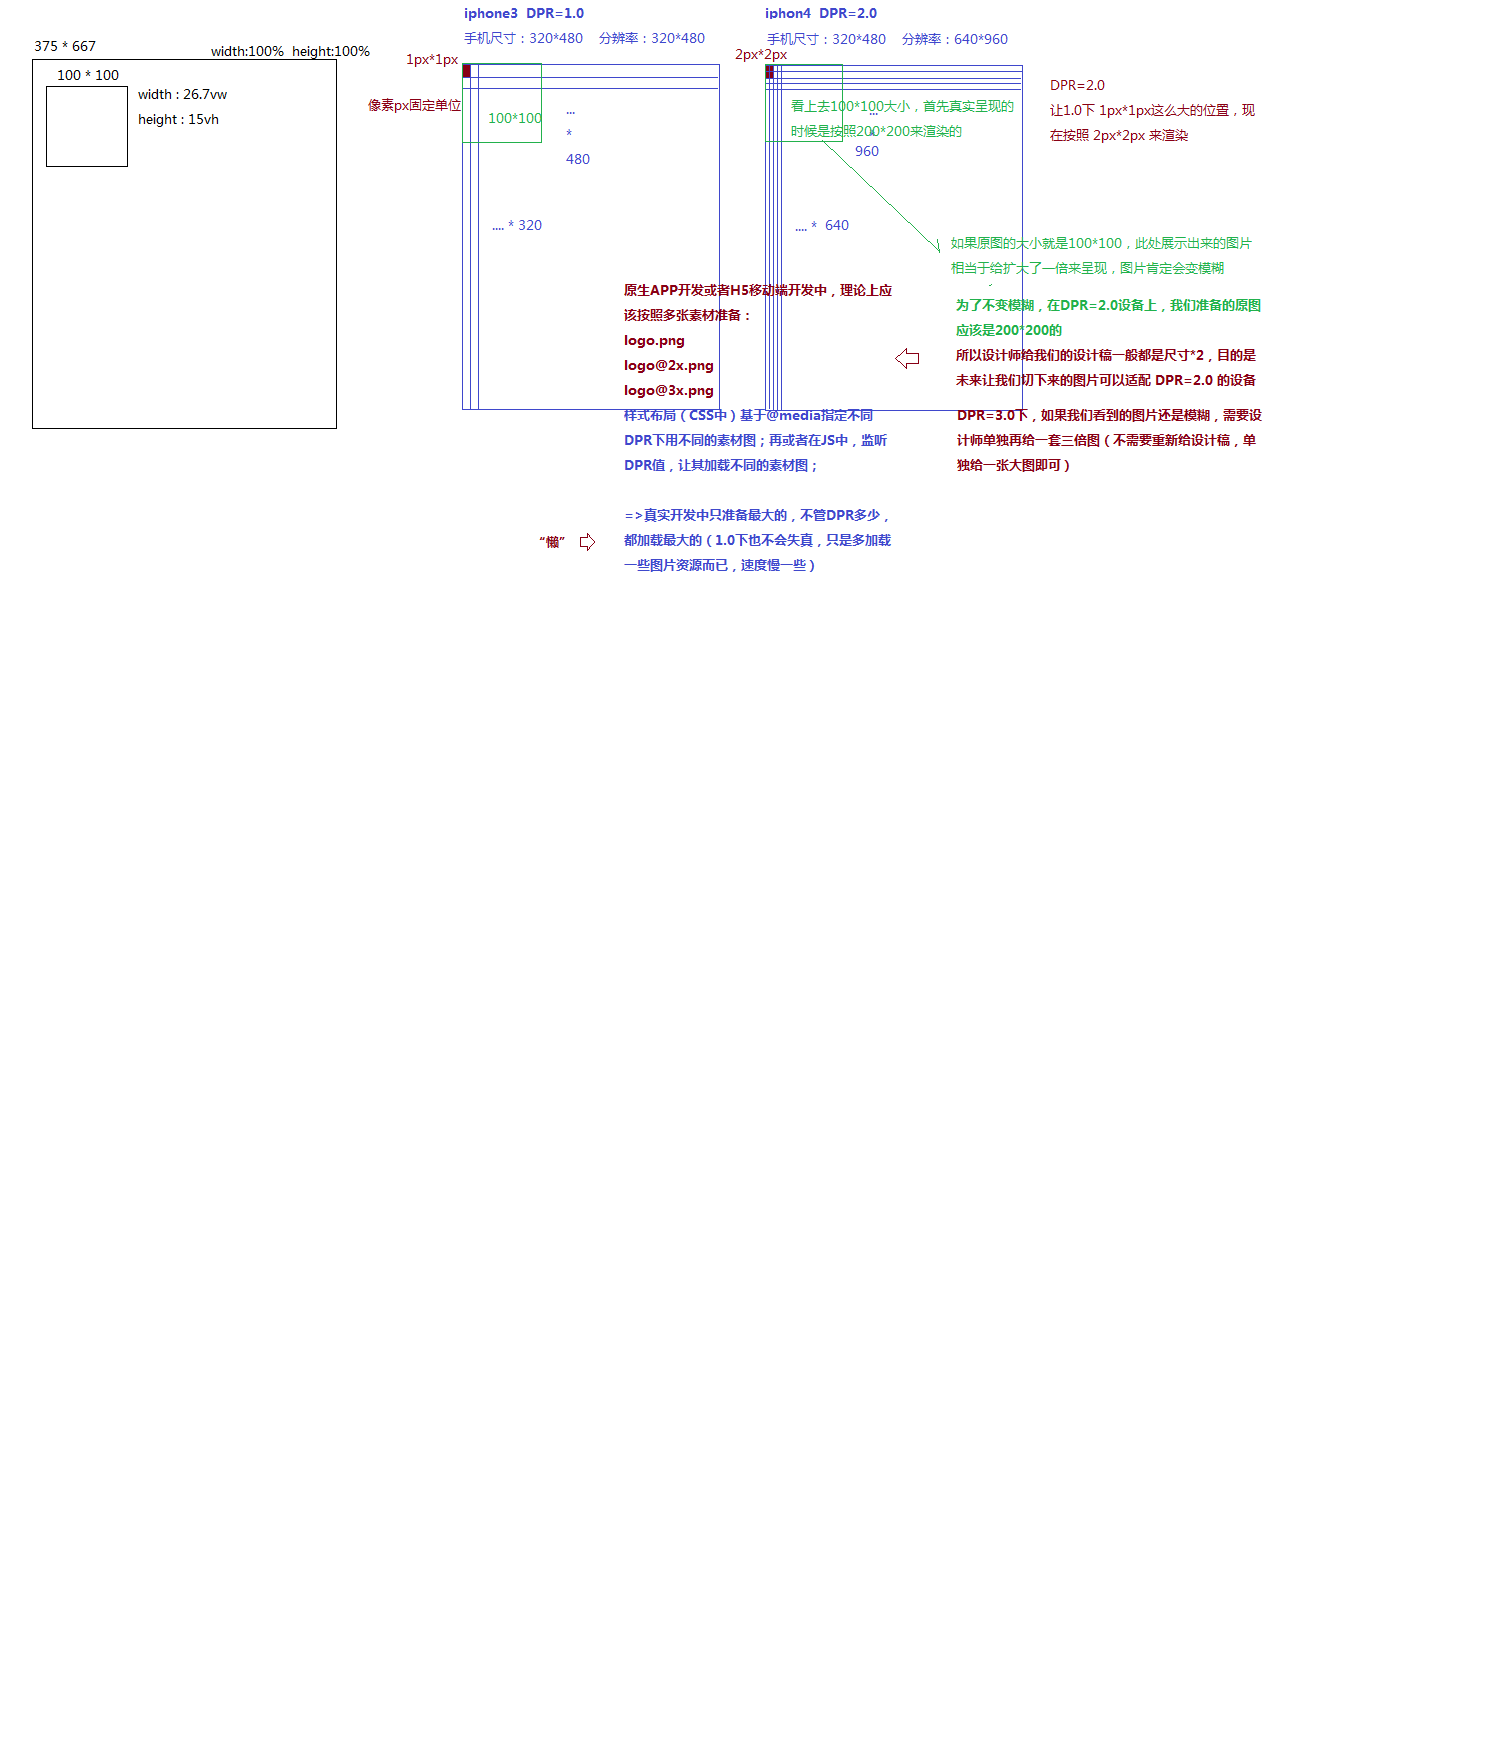 375 * 667
width:100%  height:100%
100 * 100
width : 26.7vw
height : 15vh
iphone3  DPR=1.0
手机尺寸：320*480    分辨率：320*480
1px*1px
像素px固定单位
100*100
...
*
480
.... * 320
iphon4  DPR=2.0
手机尺寸：320*480    分辨率：640*960
2px*2px
看上去100*100大小，首先真实呈现的
时候是按照200*200来渲染的
...
*
960
.... *  640
DPR=2.0
让1.0下 1px*1px这么大的位置，现
在按照 2px*2px 来渲染
如果原图的大小就是100*100，此处展示出来的图片
相当于给扩大了一倍来呈现，图片肯定会变模糊
为了不变模糊，在DPR=2.0设备上，我们准备的原图
应该是200*200的
所以设计师给我们的设计稿一般都是尺寸*2，目的是
未来让我们切下来的图片可以适配 DPR=2.0 的设备
DPR=3.0下，如果我们看到的图片还是模糊，需要设
计师单独再给一套三倍图（不需要重新给设计稿，单
独给一张大图即可）
原生APP开发或者H5移动端开发中，理论上应
该按照多张素材准备：
logo.png
logo@2x.png
logo@3x.png
样式布局（CSS中）基于@media指定不同
DPR下用不同的素材图；再或者在JS中，监听
DPR值，让其加载不同的素材图；
=>真实开发中只准备最大的，不管DPR多少，
都加载最大的（1.0下也不会失真，只是多加载
一些图片资源而已，速度慢一些）
“懒”